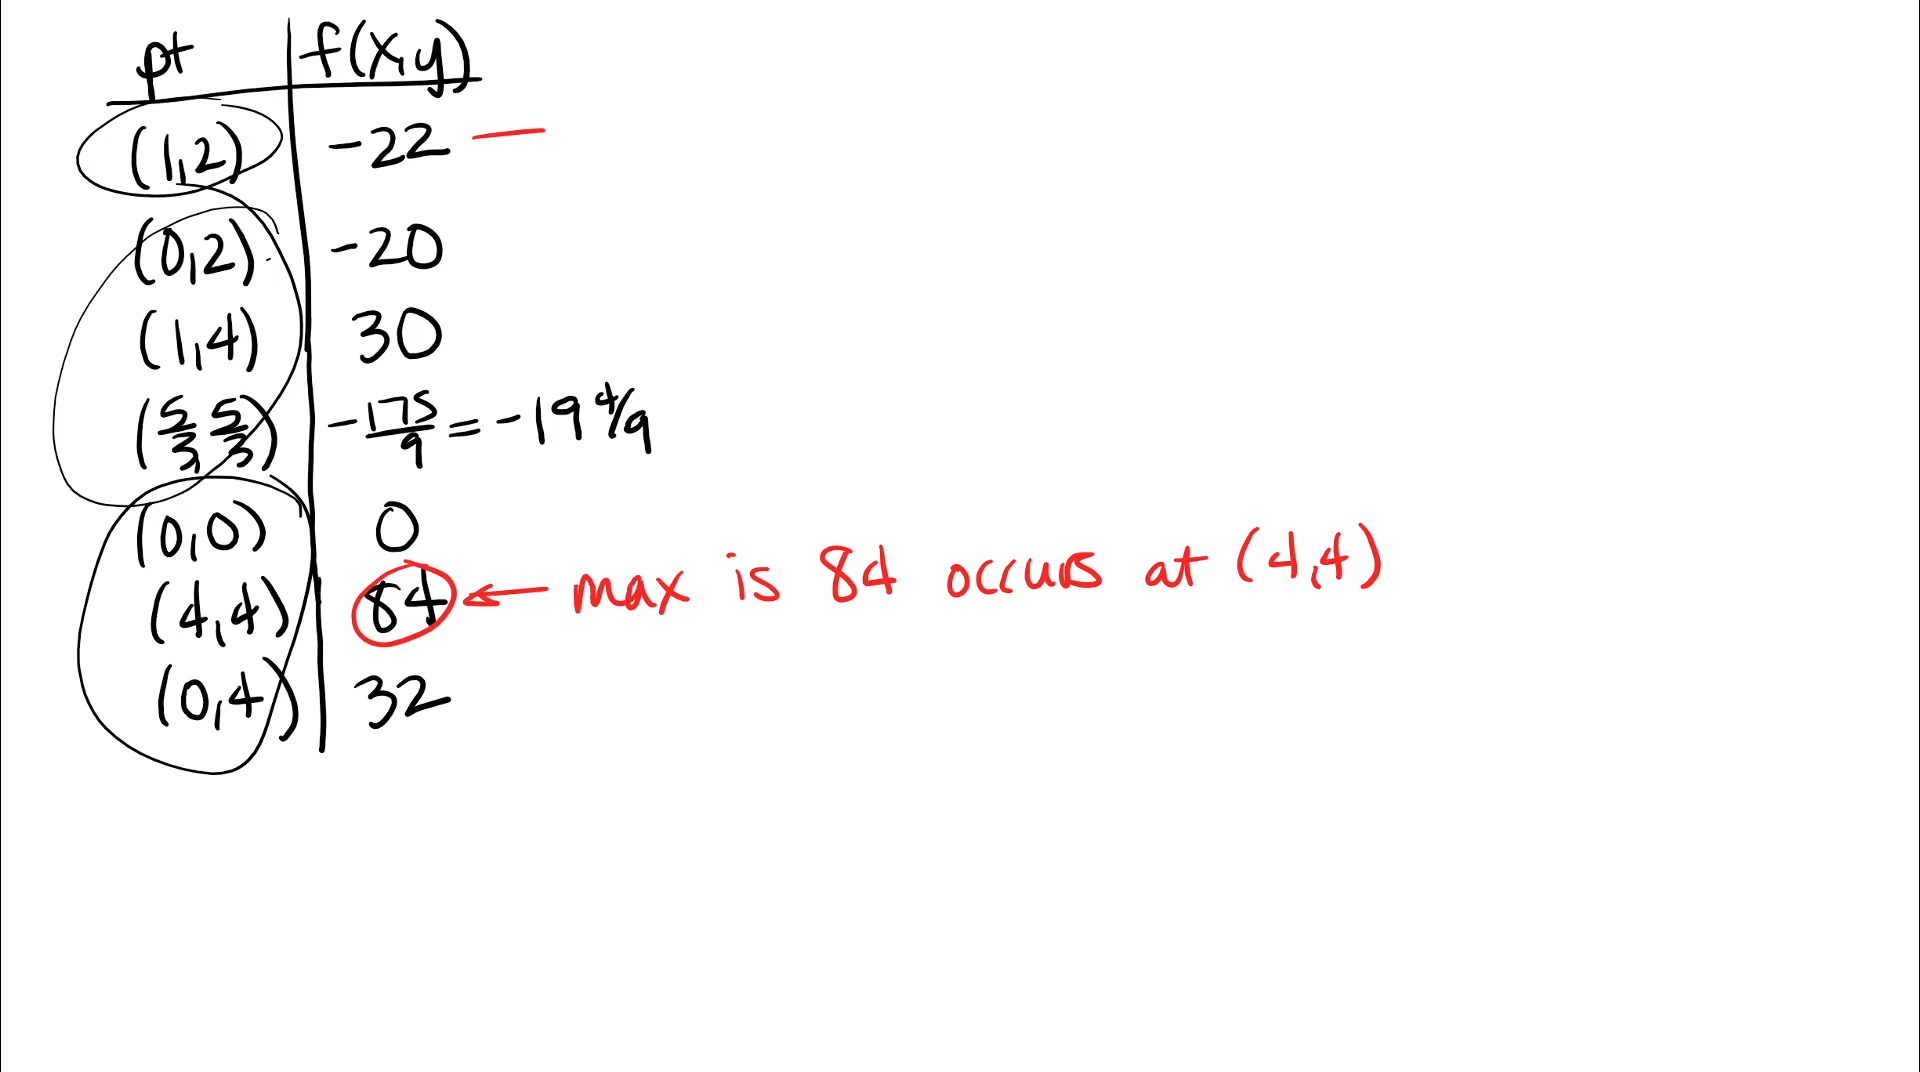 pt f(x,y)
(1,2) -22 —
(0,2) -20
(1,4) 30
(5/3, 5/3) -175/9 = -19 4/9
(0,0) 0
(4,4) 84 ← max is 84 occurs at (4,4)
(0,4) 32